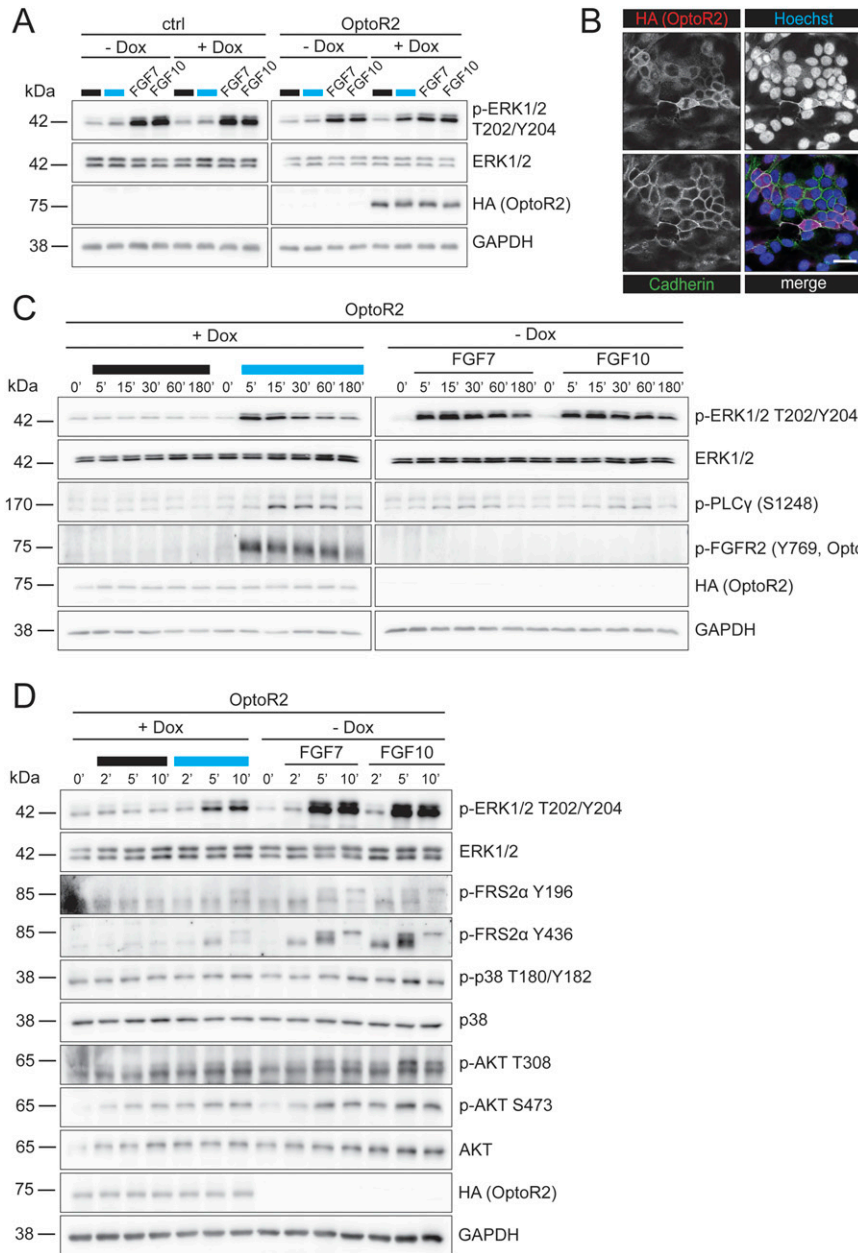 A
ctrl
OptoR2
- Dox
+ Dox
- Dox
+ Dox
kDa
FGF7
FGF10
FGF7
FGF10
FGF7
FGF10
FGF7
FGF10
42
p-ERK1/2
T202/Y204
42
ERK1/2
75
HA (OptoR2)
38
GAPDH
B
HA (OptoR2)
Hoechst
Cadherin
merge
C
OptoR2
+ Dox
- Dox
FGF7
FGF10
kDa
0' 5' 15' 30' 60' 180' 0' 5' 15' 30' 60' 180' 0' 5' 15' 30' 60' 180' 0' 5' 15' 30' 60' 180'
42
p-ERK1/2 T202/Y204
42
ERK1/2
170
p-PLCγ (S1248)
75
p-FGFR2 (Y769, Opto
75
HA (OptoR2)
38
GAPDH
D
OptoR2
+ Dox
- Dox
FGF7
FGF10
kDa
0' 2' 5' 10' 2' 5' 10' 0' 2' 5' 10' 2' 5' 10'
42
p-ERK1/2 T202/Y204
42
ERK1/2
85
p-FRS2α Y196
85
p-FRS2α Y436
38
p-p38 T180/Y182
38
p38
65
p-AKT T308
65
p-AKT S473
65
AKT
75
HA (OptoR2)
38
GAPDH